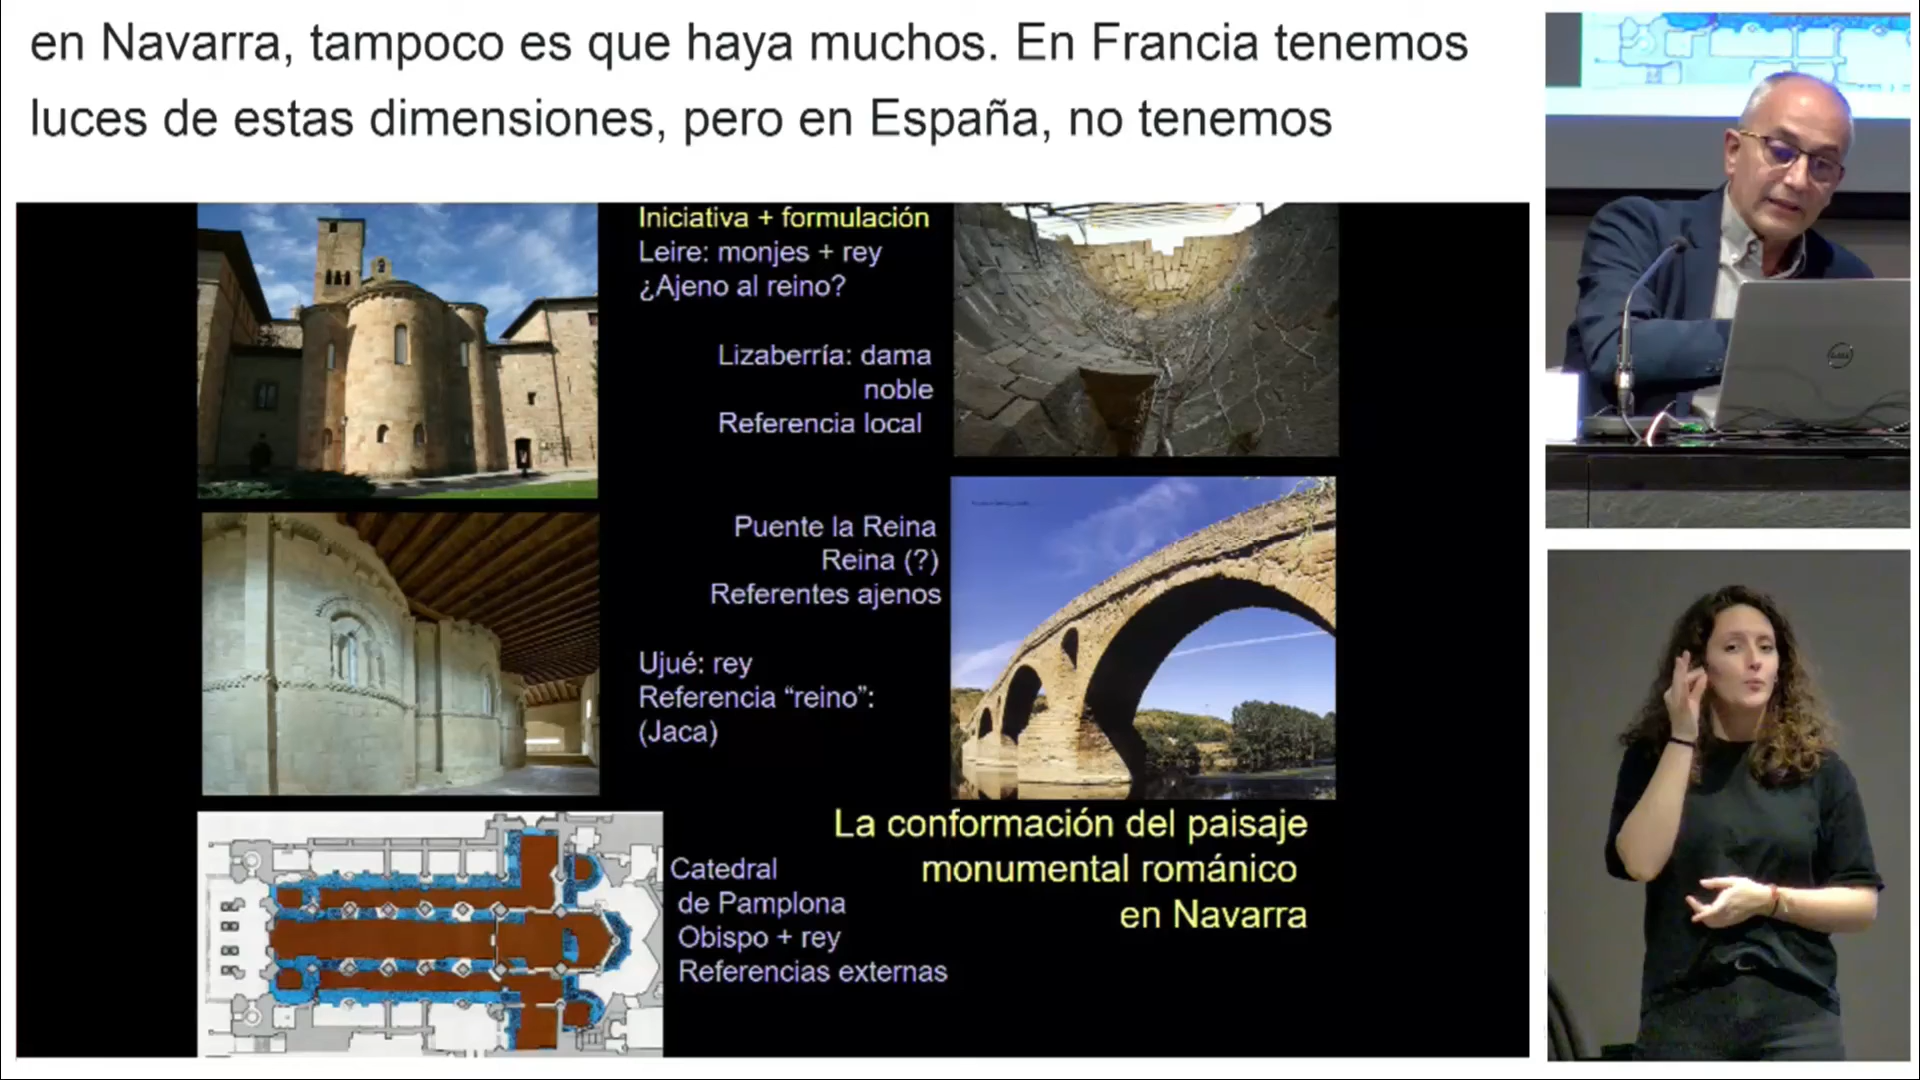 en Navarra, tampoco es que haya muchos. En Francia tenemos
luces de estas dimensiones, pero en España, no tenemos
Iniciativa + formulación
Leire: monjes + rey
¿Ajeno al reino?
Lizaberría: dama
noble
Referencia local
Puente la Reina
Reina (?)
Referentes ajenos
Ujué: rey
Referencia “reino”:
(Jaca)
Catedral
de Pamplona
Obispo + rey
Referencias externas
La conformación del paisaje
monumental románico
en Navarra
DELL